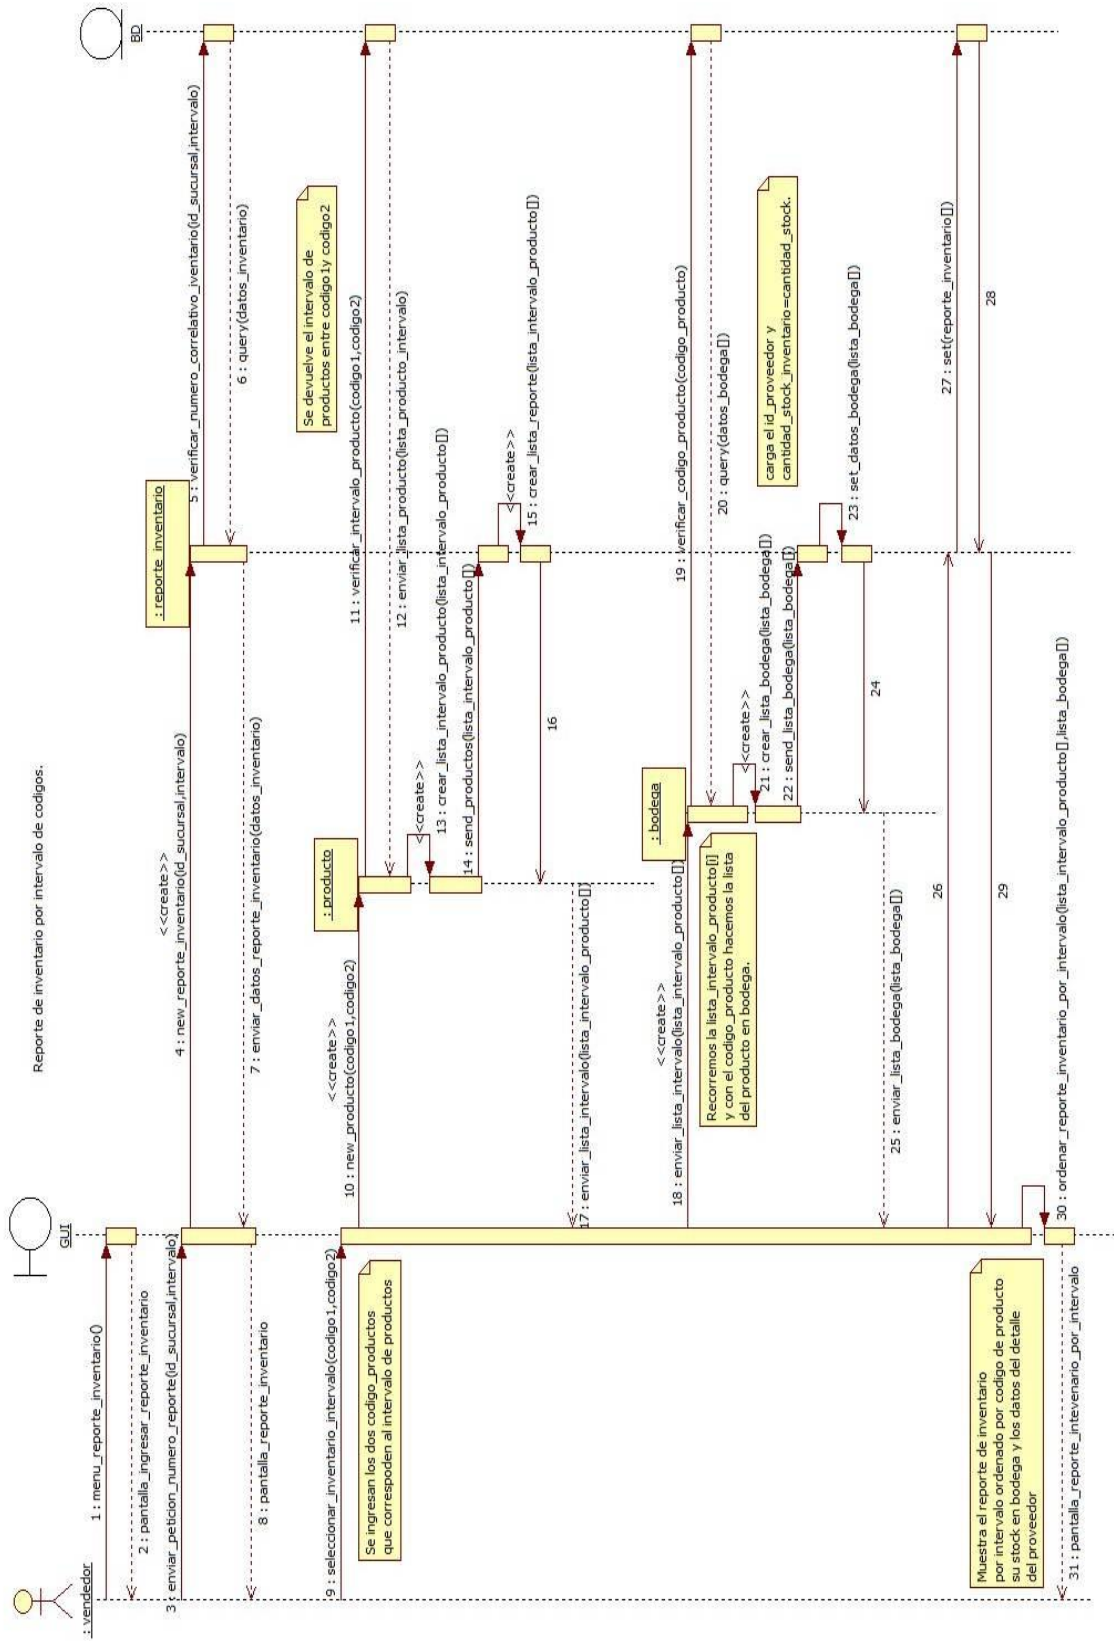 Reporte de inventario por intervalo de codigos.
: vendedor
GUI
: reporte_inventario
BD
1 : menu_reporte_inventario()
2 : pantalla_ingresar_reporte_inventario
3 : enviar_peticion_numero_reporte(id_sucursal,intervalo)
<<create>>
4 : new_reporte_inventario(id_sucursal,intervalo)
5 : verificar_numero_correlativo_iventario(id_sucursal,intervalo)
6 : query(datos_inventario)
7 : enviar_datos_reporte_inventario(datos_inventario)
8 : pantalla_reporte_inventario
9 : seleccionar_inventario_intervalo(codigo1,codigo2)
Se ingresan los dos codigo_productos
que correspoden al intervalo de productos
<<create>>
10 : new_producto(codigo1,codigo2)
: producto
Se devuelve el intervalo de
productos entre codigo1y codigo2
11 : verificar_intervalo_producto(codigo1,codigo2)
12 : enviar_lista_producto(lista_producto_intervalo)
<<create>>
13 : crear_lista_intervalo_producto(lista_intervalo_producto[])
14 : send_productos(lista_intervalo_producto[])
<<create>>
15 : crear_lista_reporte(lista_intervalo_producto[])
16
17 : enviar_lista_intervalo(lista_intervalo_producto[])
<<create>>
18 : enviar_lista_intervalo(lista_intervalo_producto[])
: bodega
Recorremos la lista_intervalo_producto[i]
y con el codigo_producto hacemos la lista
del producto en bodega.
19 : verificar_codigo_producto(codigo_producto)
20 : query(datos_bodega[])
<<create>>
21 : crear_lista_bodega(lista_bodega[])
22 : send_lista_bodega(lista_bodega[])
carga el id_proveedor y
cantidad_stock_inventario=cantidad_stock.
23 : set_datos_bodega(lista_bodega[])
24
25 : enviar_lista_bodega(lista_bodega[])
26
27 : set(reporte_inventario[])
28
29
30 : ordenar_reporte_inventario_por_intervalo(lista_intervalo_producto[],lista_bodega[])
Muestra el reporte de inventario
por intervalo ordenado por codigo de producto
su stock en bodega y los datos del detalle
del proveedor
31 : pantalla_reporte_intevenario_por_intervalo